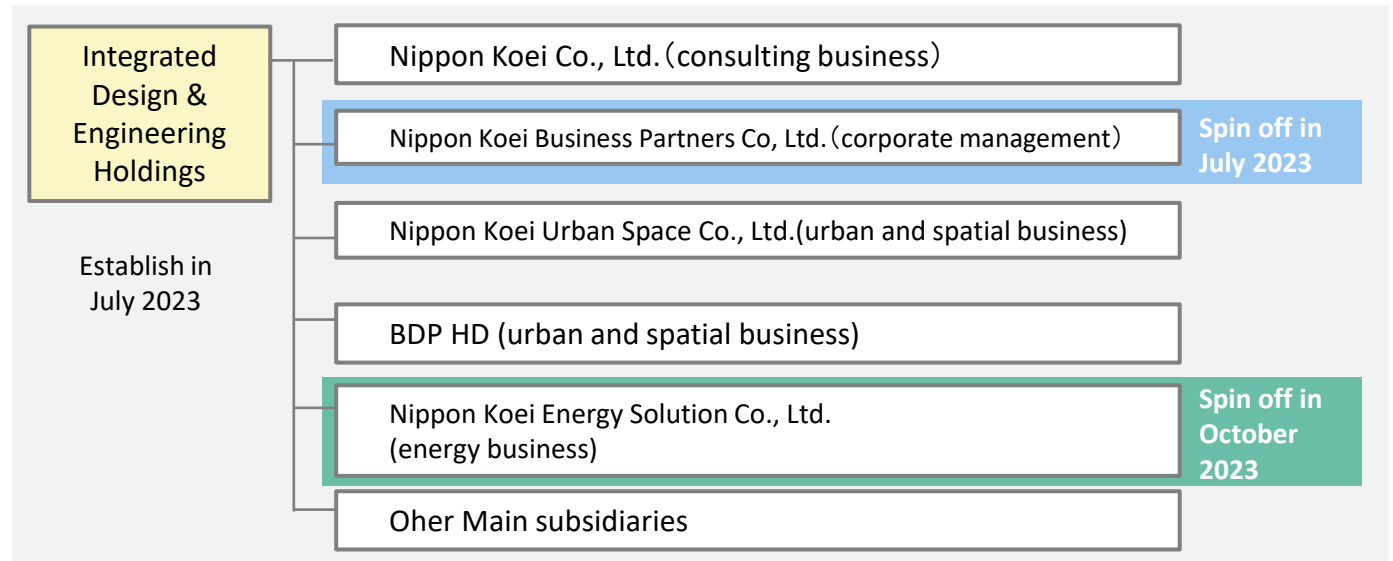 Integrated
Design &
Engineering
Holdings
Establish in
July 2023
Nippon Koei Co., Ltd.（consulting business）
Nippon Koei Business Partners Co, Ltd.（corporate management）
Spin off in
July 2023
Nippon Koei Urban Space Co., Ltd.(urban and spatial business)
BDP HD (urban and spatial business)
Nippon Koei Energy Solution Co., Ltd.
(energy business)
Spin off in
October
2023
Oher Main subsidiaries